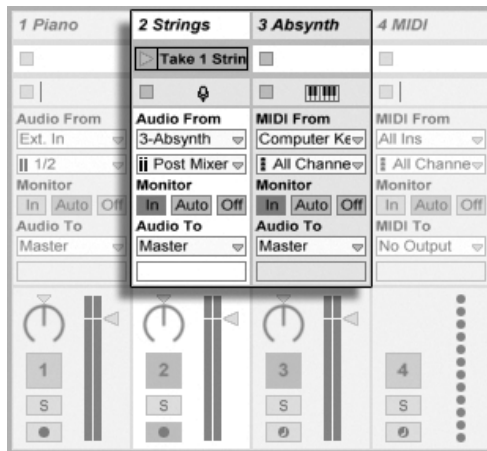 1 Piano
2 Strings
3 Absynth
4 MIDI
Take 1 Strin
Audio From
Audio From
MIDI From
MIDI From
Ext. In
3-Absynth
Computer Ke
All Ins
1/2
Post Mixer
All Channe
All Channe
Monitor
Monitor
Monitor
Monitor
In Auto Off
In Auto Off
In Auto Off
In Auto Off
Audio To
Audio To
Audio To
MIDI To
Master
Master
Master
No Output
1
2
3
4
S
S
S
S